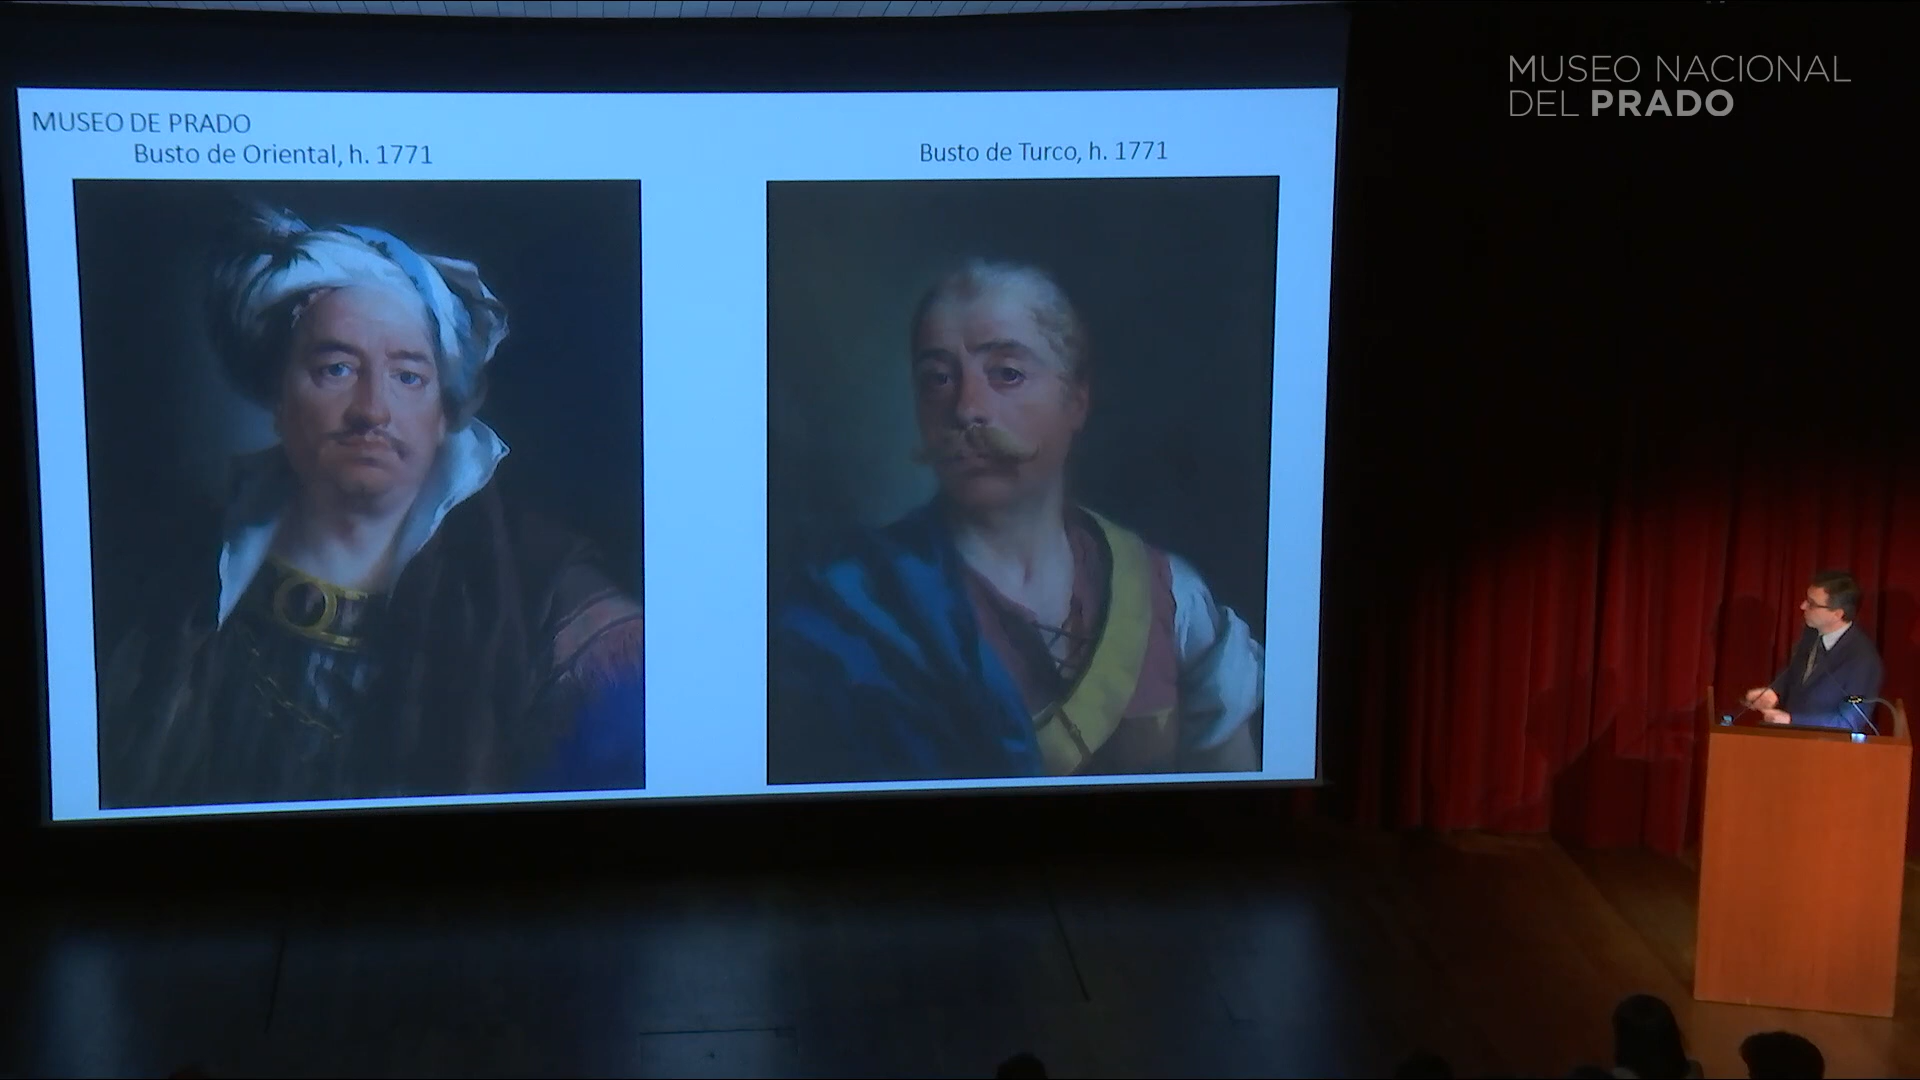 MUSEO NACIONAL
DEL PRADO
MUSEO DE PRADO
Busto de Oriental, h. 1771
Busto de Turco, h. 1771